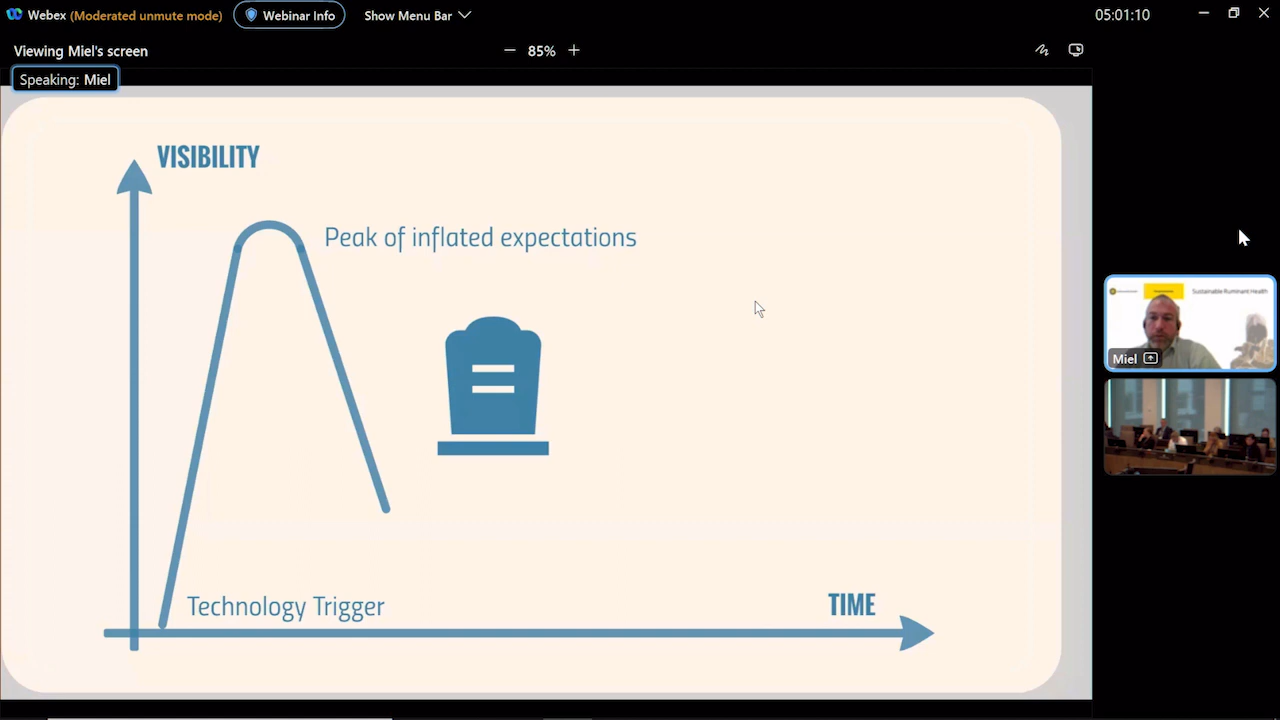 Webex (Moderated unmute mode) Webinar Info Show Menu Bar 05:01:10
Viewing Miel's screen 85%
Speaking: Miel
VISIBILITY
Peak of inflated expectations
Technology Trigger
TIME
Sustainable Ruminant Health
Miel